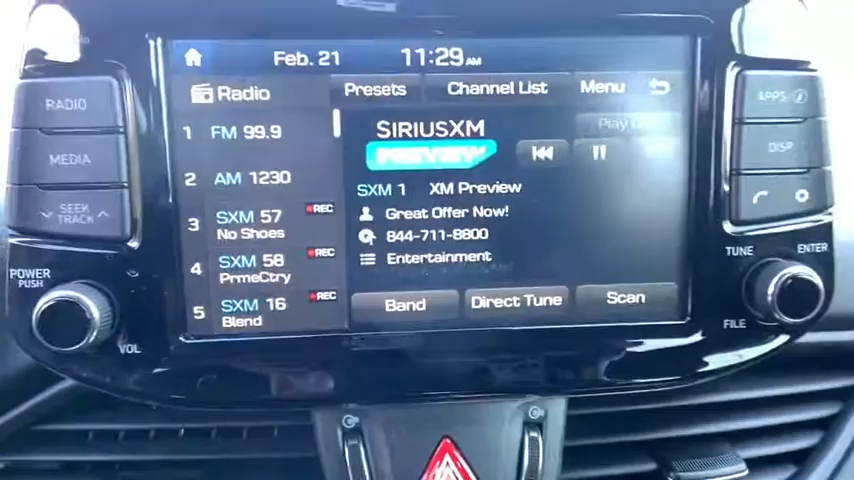 Feb. 21 11:29 AM
Radio Presets Channel List Menu
RADIO
MEDIA
SEEK
TRACK
POWER
PUSH
VOL
1 FM 99.9
2 AM 1230
3 SXM 57 REC
No Shoes
4 SXM 58 REC
PrmeCtry
5 SXM 16 REC
Blend
SIRIUSXM
PREVIEW
SXM 1 XM Preview
Great Offer Now!
844-711-8800
Entertainment
Band Direct Tune Scan
APPS
DISP
TUNE
ENTER
FILE